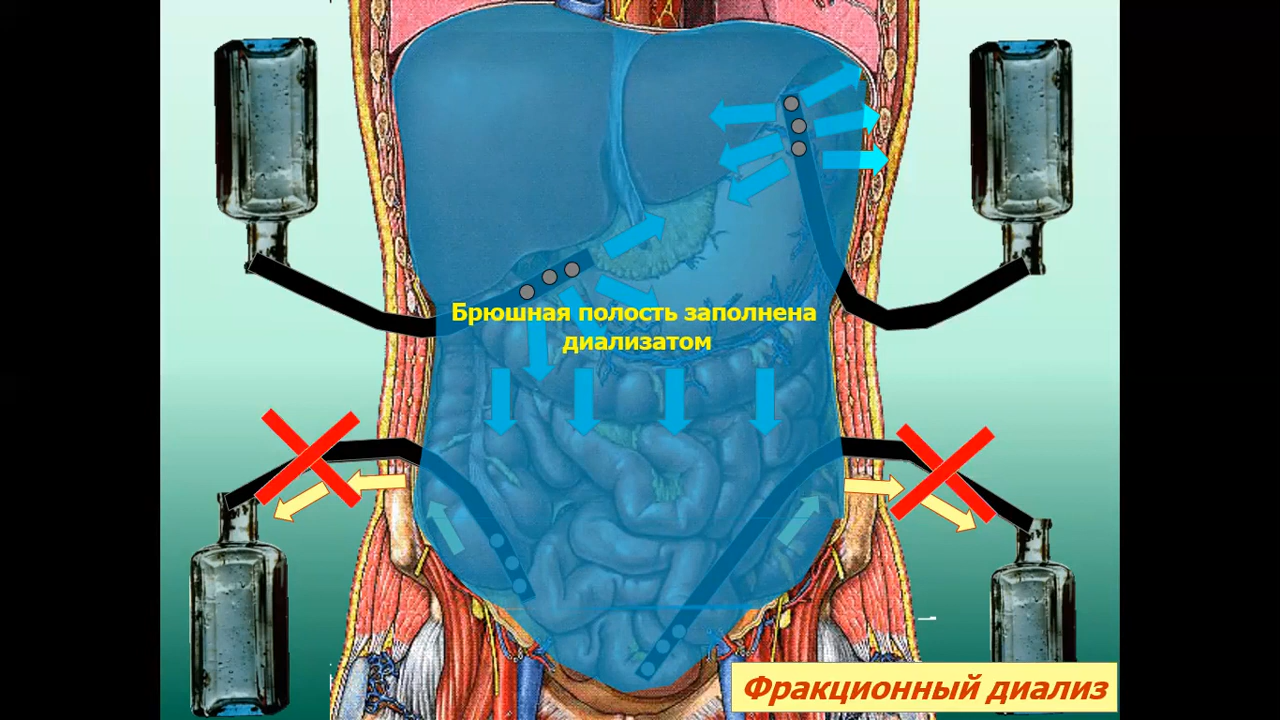 Брюшная полость заполнена
диализатом
Фракционный диализ